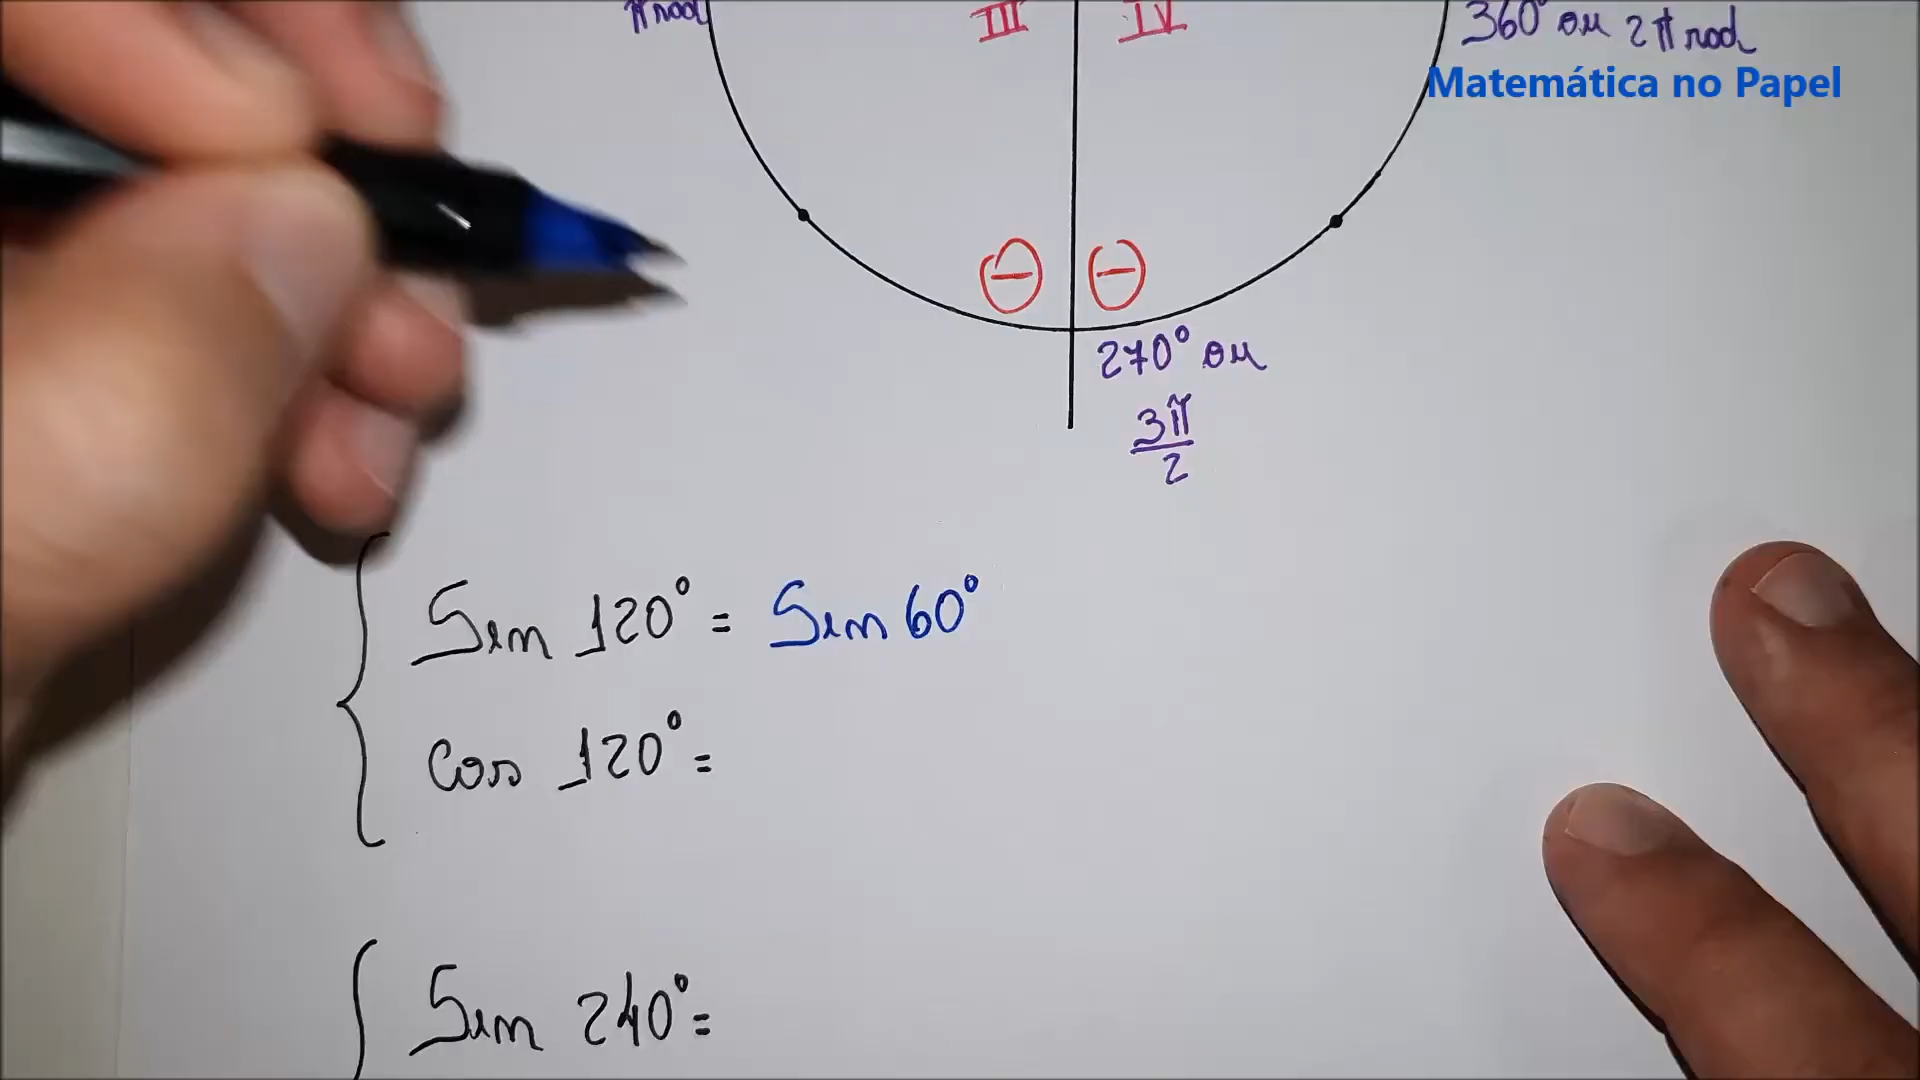 π rad
III
IV
360° ou 2π rad
Matemática no Papel
270° ou
3π
2
Sen 120° = Sen 60°
Cos 120° =
Sen 240° =